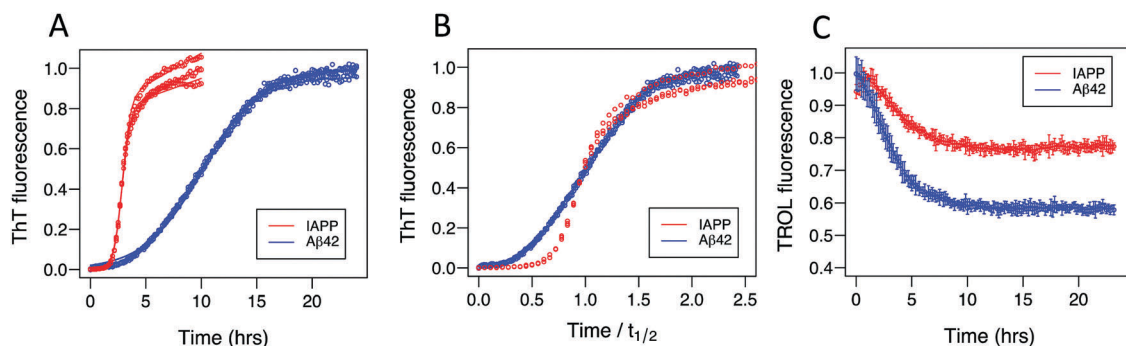 A
ThT fluorescence
1.0
0.8
0.6
0.4
0.2
0.0
IAPP
Aβ42
0 5 10 15 20
Time (hrs)
B
ThT fluorescence
1.0
0.8
0.6
0.4
0.2
0.0
IAPP
Aβ42
0.0 0.5 1.0 1.5 2.0 2.5
Time / t1/2
C
TROL fluorescence
1.0
0.9
0.8
0.7
0.6
0.5
0.4
IAPP
Aβ42
0 5 10 15 20
Time (hrs)